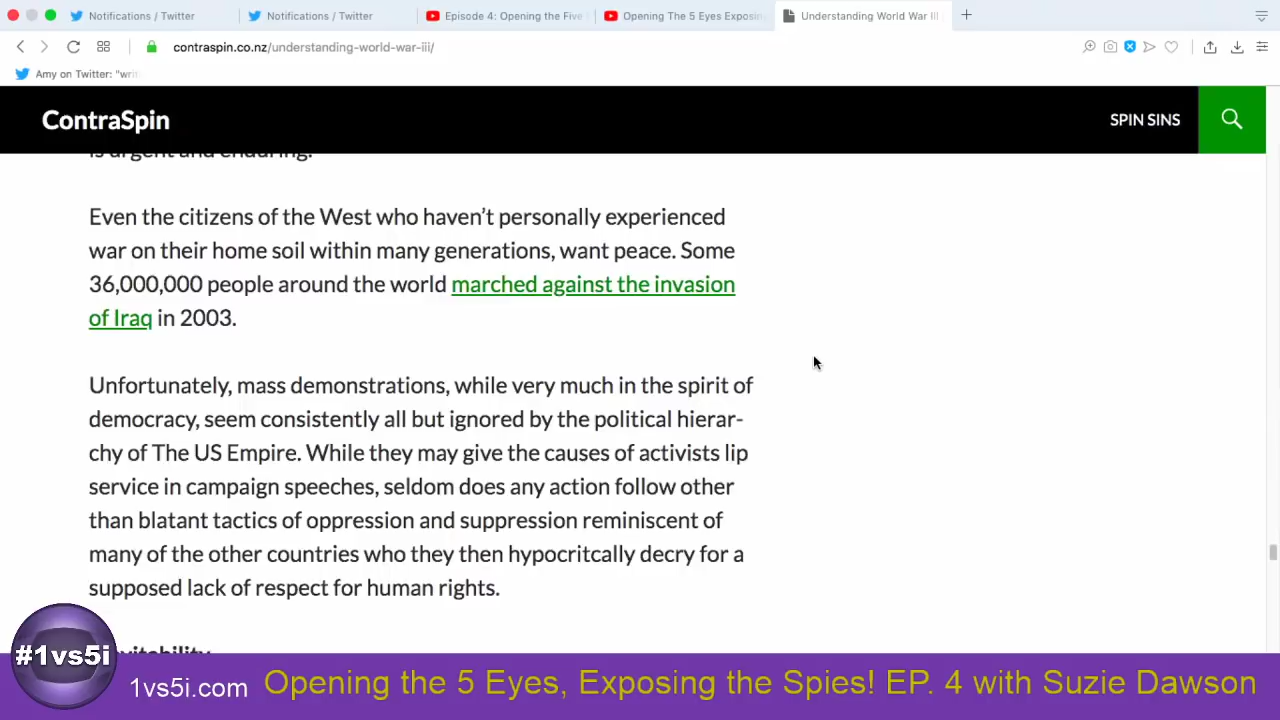 Notifications / Twitter
Notifications / Twitter
Episode 4: Opening the Five
Opening The 5 Eyes Exposing
Understanding World War III
contraspin.co.nz/understanding-world-war-iii/
Amy on Twitter: "writ
ContraSpin
SPIN SINS
is urgent and enduring.
Even the citizens of the West who haven't personally experienced
war on their home soil within many generations, want peace. Some
36,000,000 people around the world marched against the invasion
of Iraq in 2003.
Unfortunately, mass demonstrations, while very much in the spirit of
democracy, seem consistently all but ignored by the political hierar-
chy of The US Empire. While they may give the causes of activists lip
service in campaign speeches, seldom does any action follow other
than blatant tactics of oppression and suppression reminiscent of
many of the other countries who they then hypocritcally decry for a
supposed lack of respect for human rights.
#1vs5i
1vs5i.com
Opening the 5 Eyes, Exposing the Spies! EP. 4 with Suzie Dawson